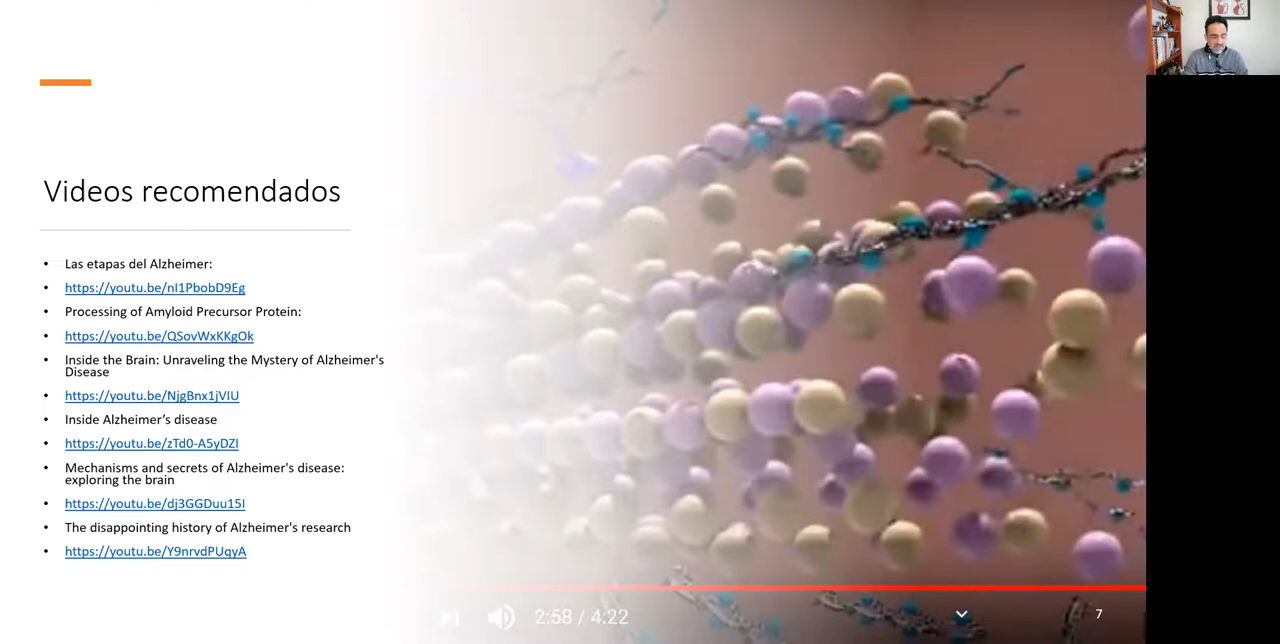 Videos recomendados
• Las etapas del Alzheimer:
• https://youtu.be/nI1PbobD9Eg
• Processing of Amyloid Precursor Protein:
• https://youtu.be/QSovWxKKgOk
• Inside the Brain: Unraveling the Mystery of Alzheimer's
Disease
• https://youtu.be/NjgBnx1jVIU
• Inside Alzheimer’s disease
• https://youtu.be/zTd0-A5yDZI
• Mechanisms and secrets of Alzheimer's disease:
exploring the brain
• https://youtu.be/dj3GGDuu15I
• The disappointing history of Alzheimer's research
• https://youtu.be/Y9nrvdPUqyA
2:58 / 4:22
7